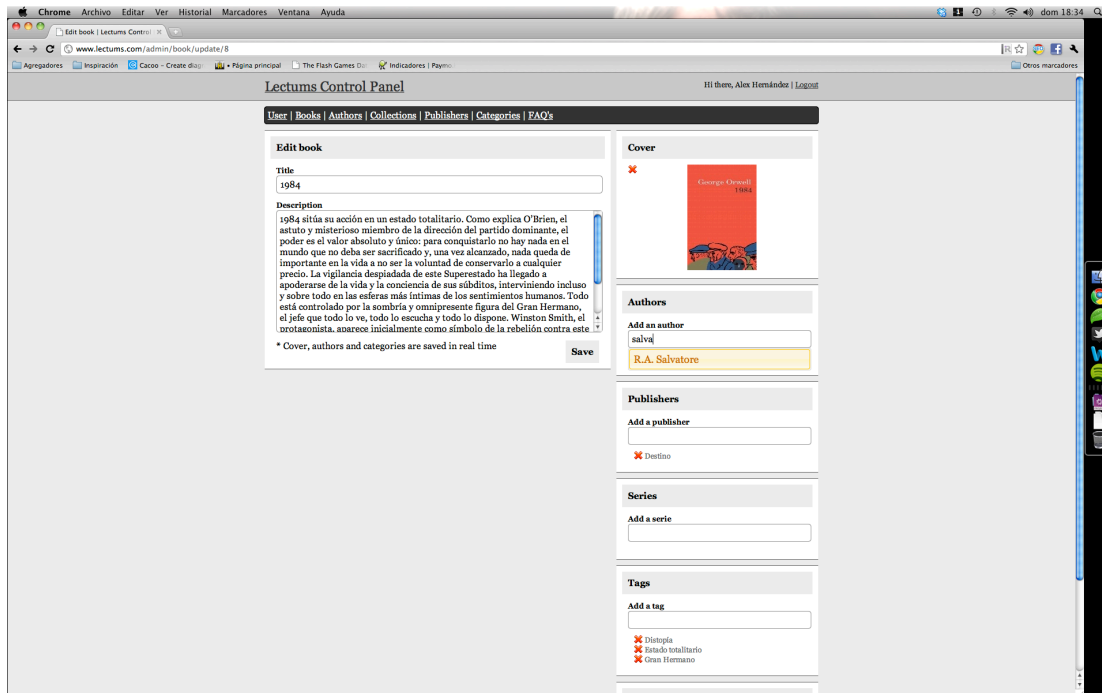 Chrome Archivo Editar Ver Historial Marcadores Ventana Ayuda
dom 18:34
Edit book | Lectums Control
www.lectums.com/admin/book/update/8
Agregadores Inspiración Cacoo - Create diag Página principal The Flash Games Da Indicadores | Paymo Otros marcadores
Lectums Control Panel
Hi there, Alex Hernández | Logout
User | Books | Authors | Collections | Publishers | Categories | FAQ's
Edit book
Title
1984
Description
1984 sitúa su acción en un estado totalitario. Como explica O'Brien, el
astuto y misterioso miembro de la dirección del partido dominante, el
poder es el valor absoluto y único: para conquistarlo no hay nada en el
mundo que no deba ser sacrificado y, una vez alcanzado, nada queda de
importante en la vida a no ser la voluntad de conservarlo a cualquier
precio. La vigilancia despiadada de este Superestado ha llegado a
apoderarse de la vida y la conciencia de sus súbditos, interviniendo incluso
y sobre todo en las esferas más íntimas de los sentimientos humanos. Todo
está controlado por la sombría y omnipresente figura del Gran Hermano,
el jefe que todo lo ve, todo lo escucha y todo lo dispone. Winston Smith, el
protagonista, aparece inicialmente como símbolo de la rebelión contra este
* Cover, authors and categories are saved in real time
Save
Cover
George Orwell
1984
Authors
Add an author
salva
R.A. Salvatore
Publishers
Add a publisher
Destino
Series
Add a serie
Tags
Add a tag
Distopía
Estado totalitario
Gran Hermano